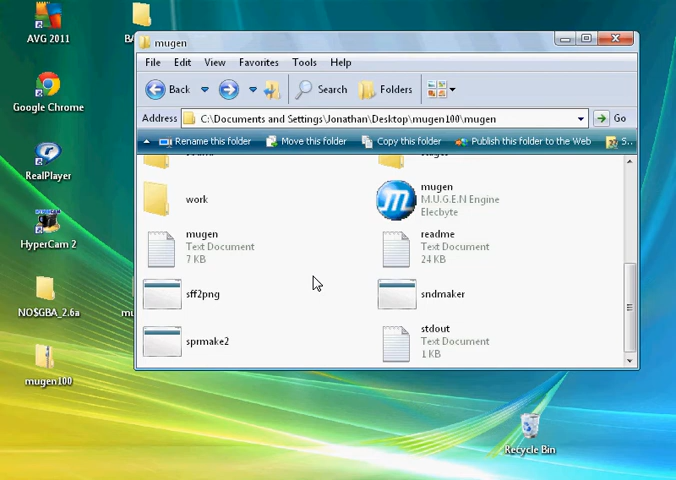 AVG 2011
Google Chrome
RealPlayer
HyperCam 2
NO$GBA_2.6a
mugen100
mugen
File Edit View Favorites Tools Help
Back Search Folders
Address C:\Documents and Settings\Jonathan\Desktop\mugen100\mugen Go
Rename this folder Move this folder Copy this folder Publish this folder to the Web S..
work
mugen
M.U.G.E.N Engine
Elecbyte
mugen
Text Document
7 KB
readme
Text Document
24 KB
sff2png
sndmaker
sprmake2
stdout
Text Document
1 KB
Recycle Bin